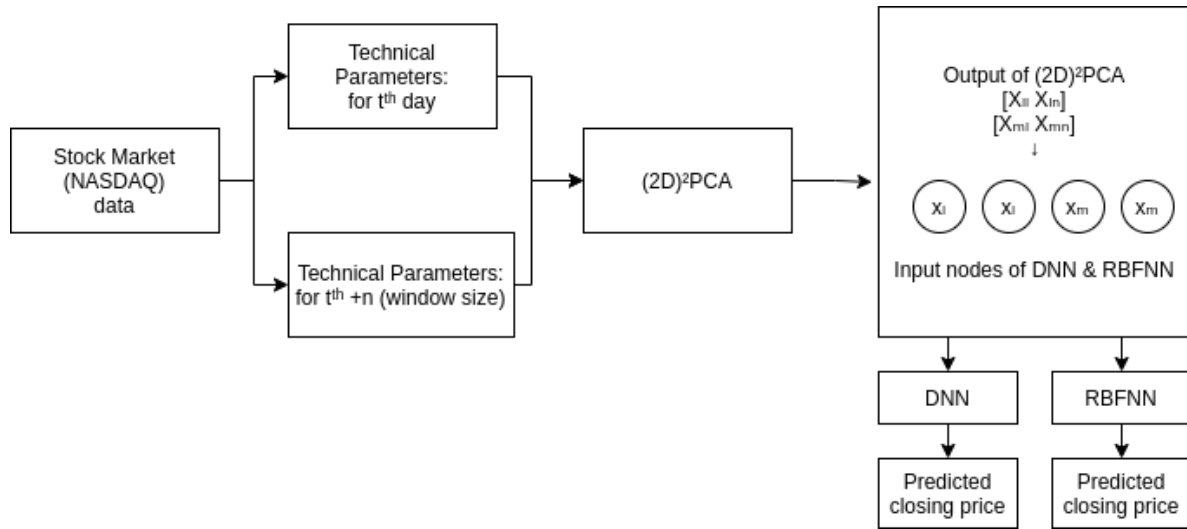 Stock Market
(NASDAQ)
data
Technical
Parameters:
for tᵗʰ day
Technical Parameters:
for tᵗʰ +n (window size)
(2D)²PCA
Output of (2D)²PCA
[Xₗₗ Xₗₙ]
[Xₘₗ Xₘₙ]
↓
xₗ xₗ xₘ xₘ
Input nodes of DNN & RBFNN
DNN
RBFNN
Predicted
closing price
Predicted
closing price